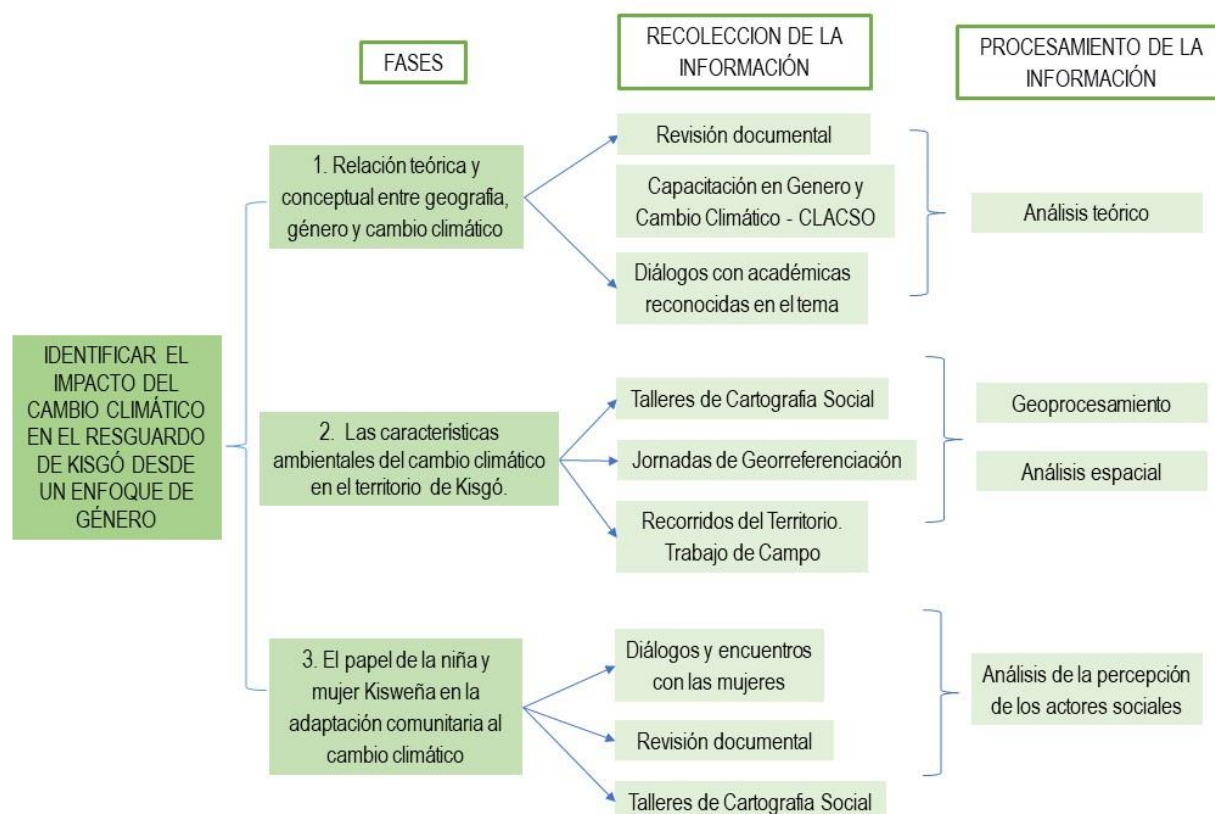 FASES
RECOLECCION DE LA
INFORMACIÓN
PROCESAMIENTO DE LA
INFORMACIÓN
IDENTIFICAR EL
IMPACTO DEL
CAMBIO CLIMÁTICO
EN EL RESGUARDO
DE KISGÓ DESDE
UN ENFOQUE DE
GÉNERO
1. Relación teórica y
conceptual entre geografía,
género y cambio climático
Revisión documental
Capacitación en Genero y
Cambio Climático - CLACSO
Diálogos con académicas
reconocidas en el tema
Análisis teórico
2. Las características
ambientales del cambio climático
en el territorio de Kisgó.
Talleres de Cartografia Social
Jornadas de Georreferenciación
Recorridos del Territorio.
Trabajo de Campo
Geoprocesamiento
Análisis espacial
3. El papel de la niña y
mujer Kisweña en la
adaptación comunitaria al
cambio climático
Diálogos y encuentros
con las mujeres
Revisión documental
Talleres de Cartografia Social
Análisis de la percepción
de los actores sociales